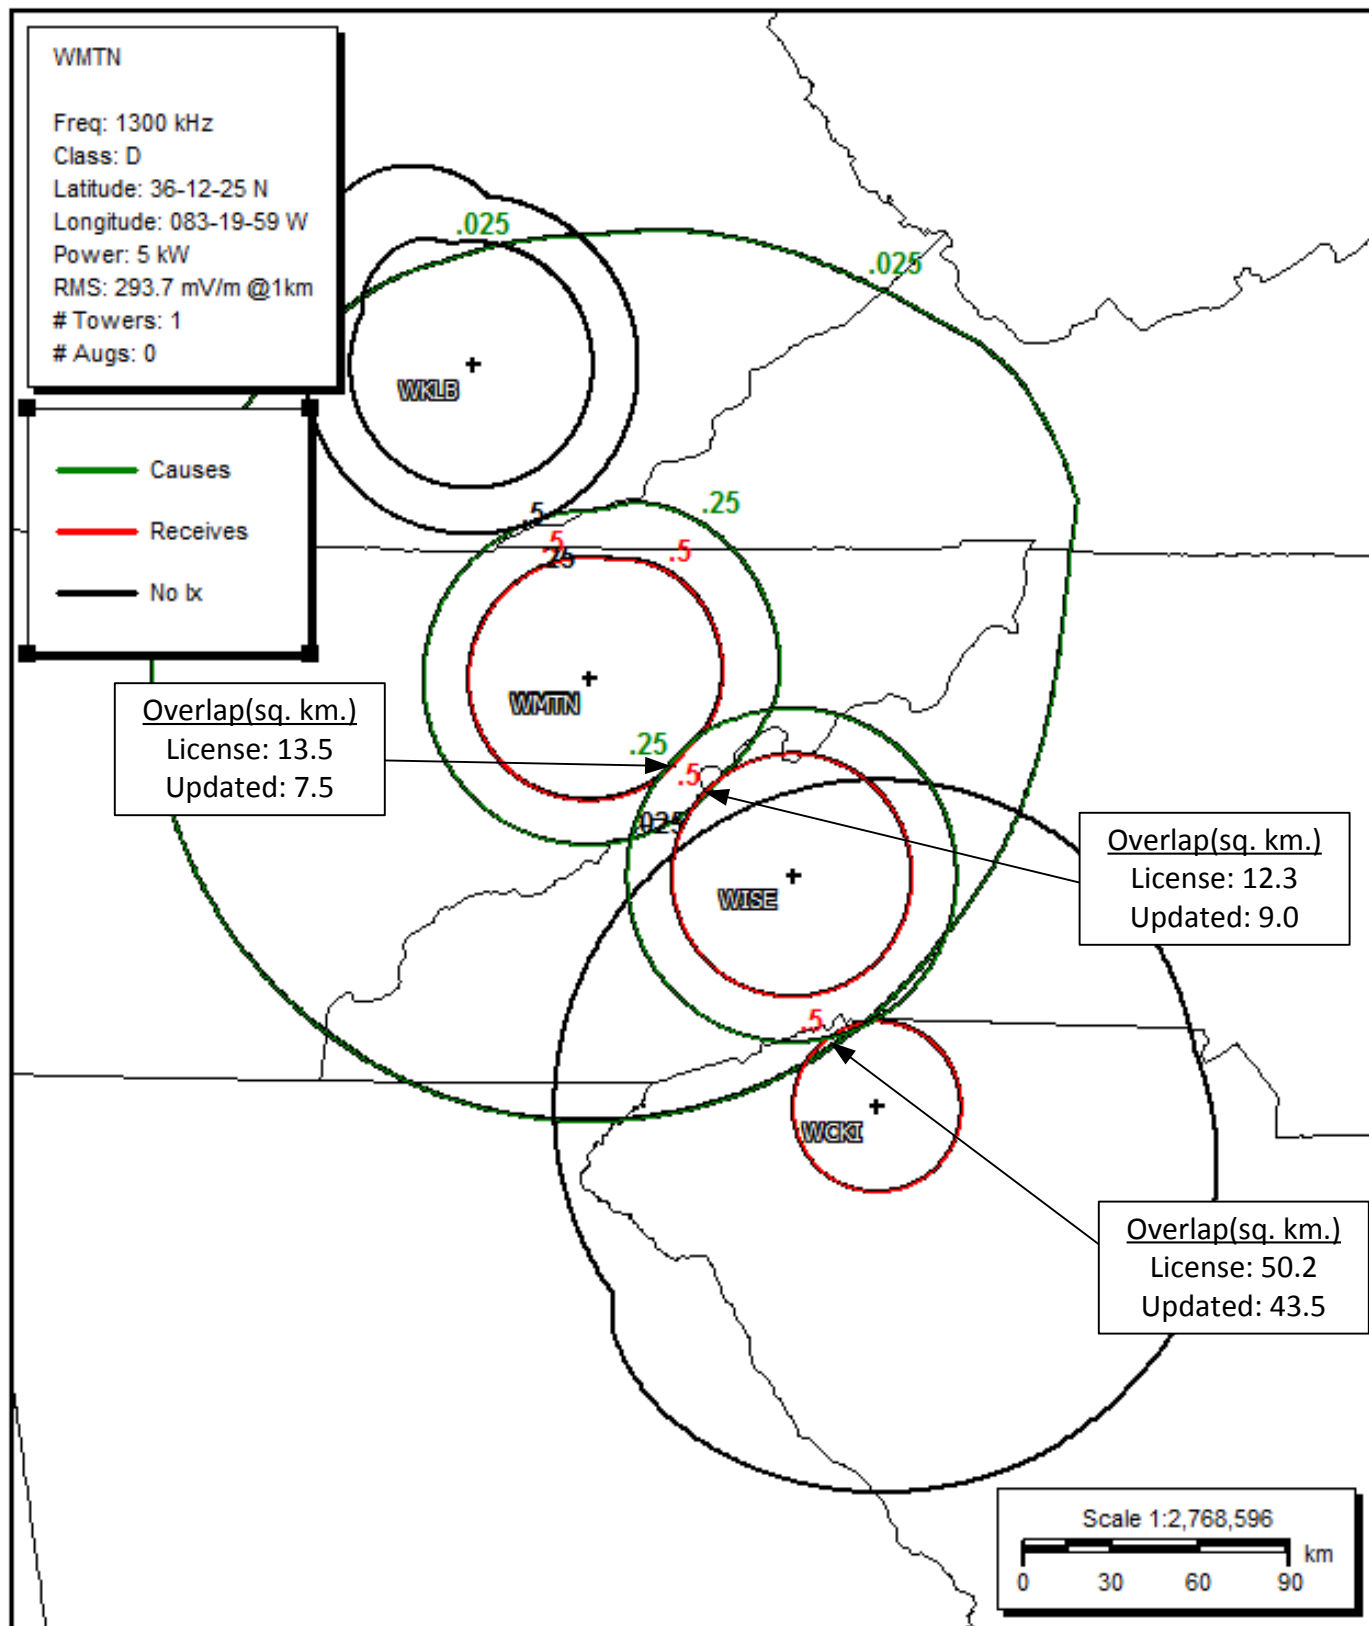 WMTN
Freq: 1300 kHz
Class: D
Latitude: 36-12-25 N
Longitude: 083-19-59 W
Power: 5 kW
RMS: 293.7 mV/m @1km
# Towers: 1
# Augs: 0
.025
.025
WKLB
Causes
Receives
No Ix
.5
.25
.5
.5
.25
WMTN
Overlap(sq. km.)
License: 13.5
Updated: 7.5
.25
.5
.025
WISE
Overlap(sq. km.)
License: 12.3
Updated: 9.0
.5
WCKI
Overlap(sq. km.)
License: 50.2
Updated: 43.5
Scale 1:2,768,596
km
0 30 60 90